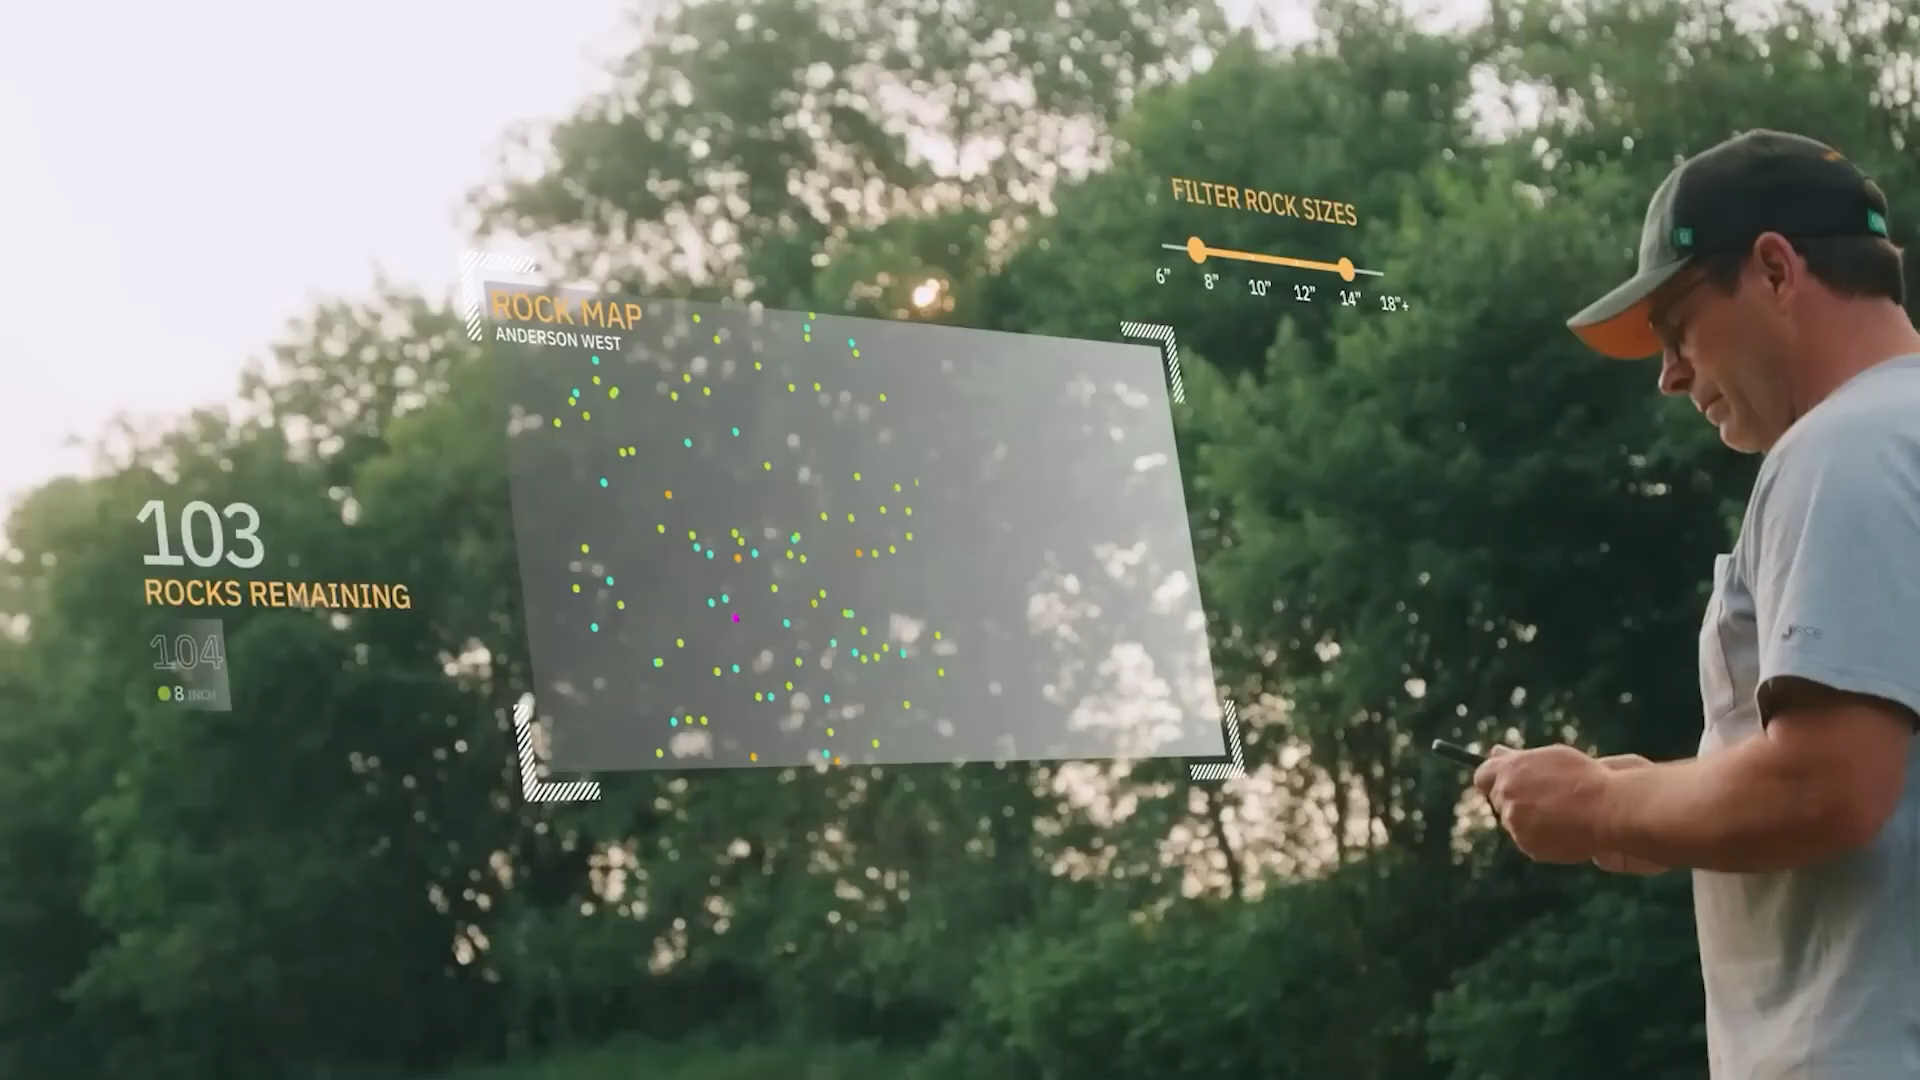 FILTER ROCK SIZES
6" 8" 10" 12" 14" 18"+
ROCK MAP
ANDERSON WEST
103
ROCKS REMAINING
104
8 INCH